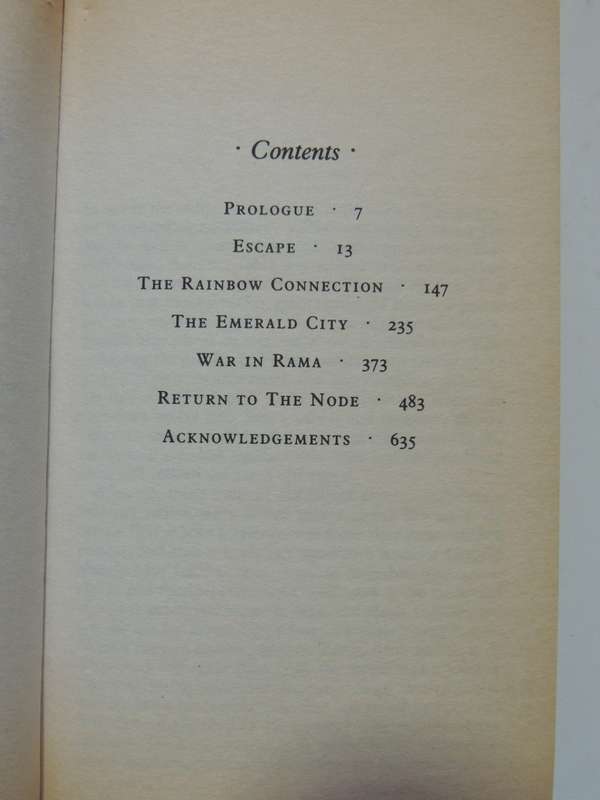 · Contents ·
Prologue · 7
Escape · 13
The Rainbow Connection · 147
The Emerald City · 235
War in Rama · 373
Return to The Node · 483
Acknowledgements · 635